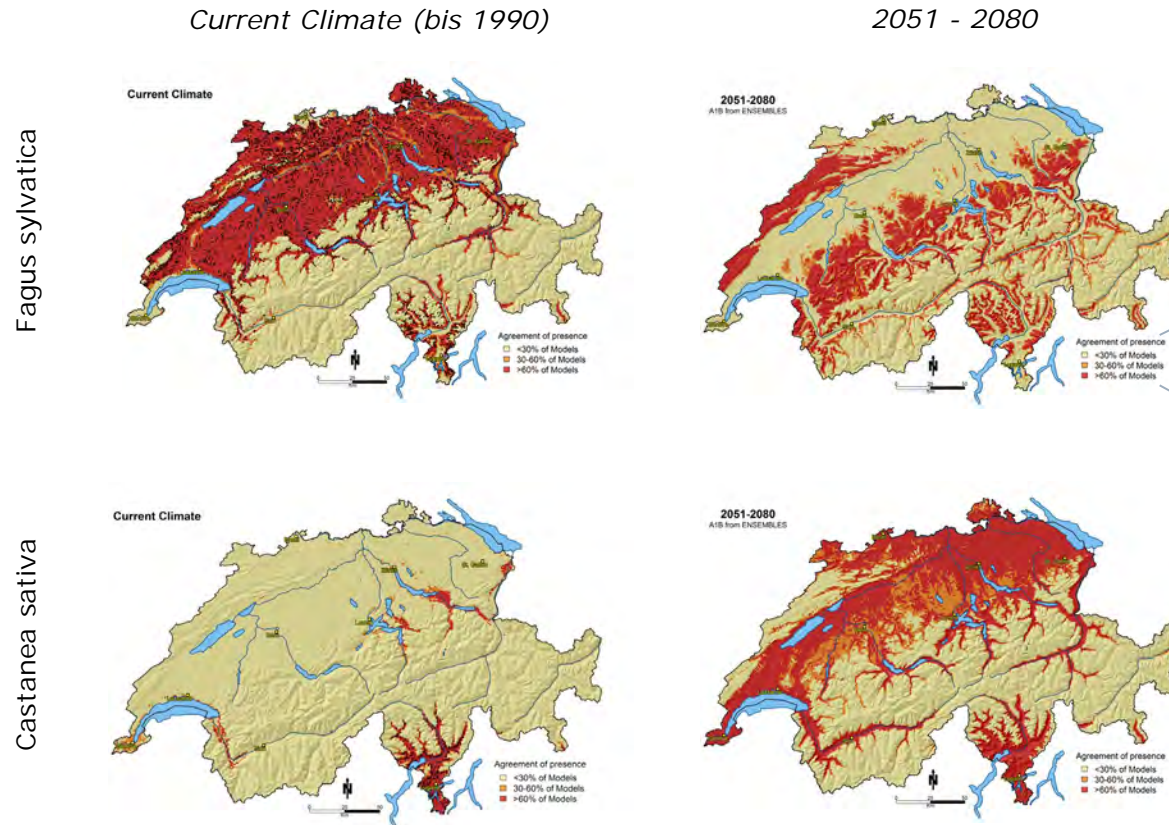 Current Climate (bis 1990)
2051 - 2080
Fagus sylvatica
Current Climate
Agreement of presence
<30% of Models
30-60% of Models
>60% of Models
N
2051-2080
A1B from ENSEMBLES
Agreement of presence
<30% of Models
30-60% of Models
>60% of Models
N
Castanea sativa
Current Climate
Agreement of presence
<30% of Models
30-60% of Models
>60% of Models
N
2051-2080
A1B from ENSEMBLES
Agreement of presence
<30% of Models
30-60% of Models
>60% of Models
N